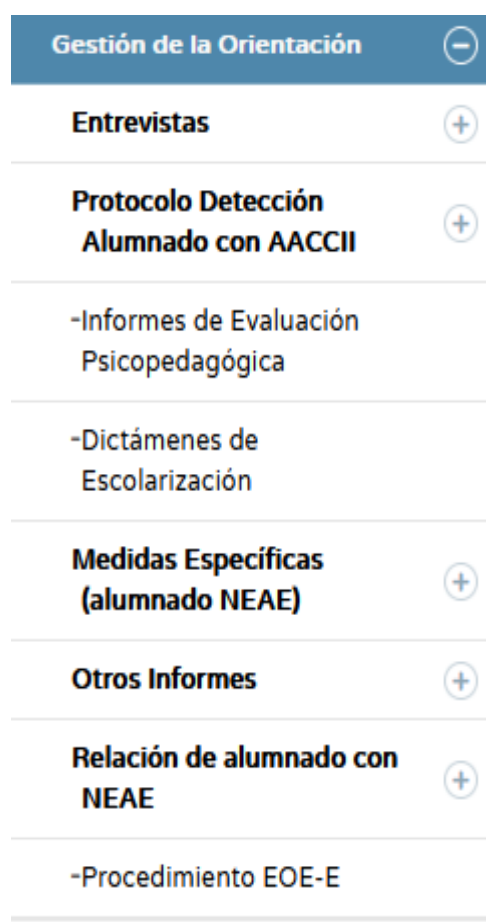 Gestión de la Orientación
Entrevistas
Protocolo Detección
Alumnado con AACCII
-Informes de Evaluación
Psicopedagógica
-Dictámenes de
Escolarización
Medidas Específicas
(alumnado NEAE)
Otros Informes
Relación de alumnado con
NEAE
-Procedimiento EOE-E